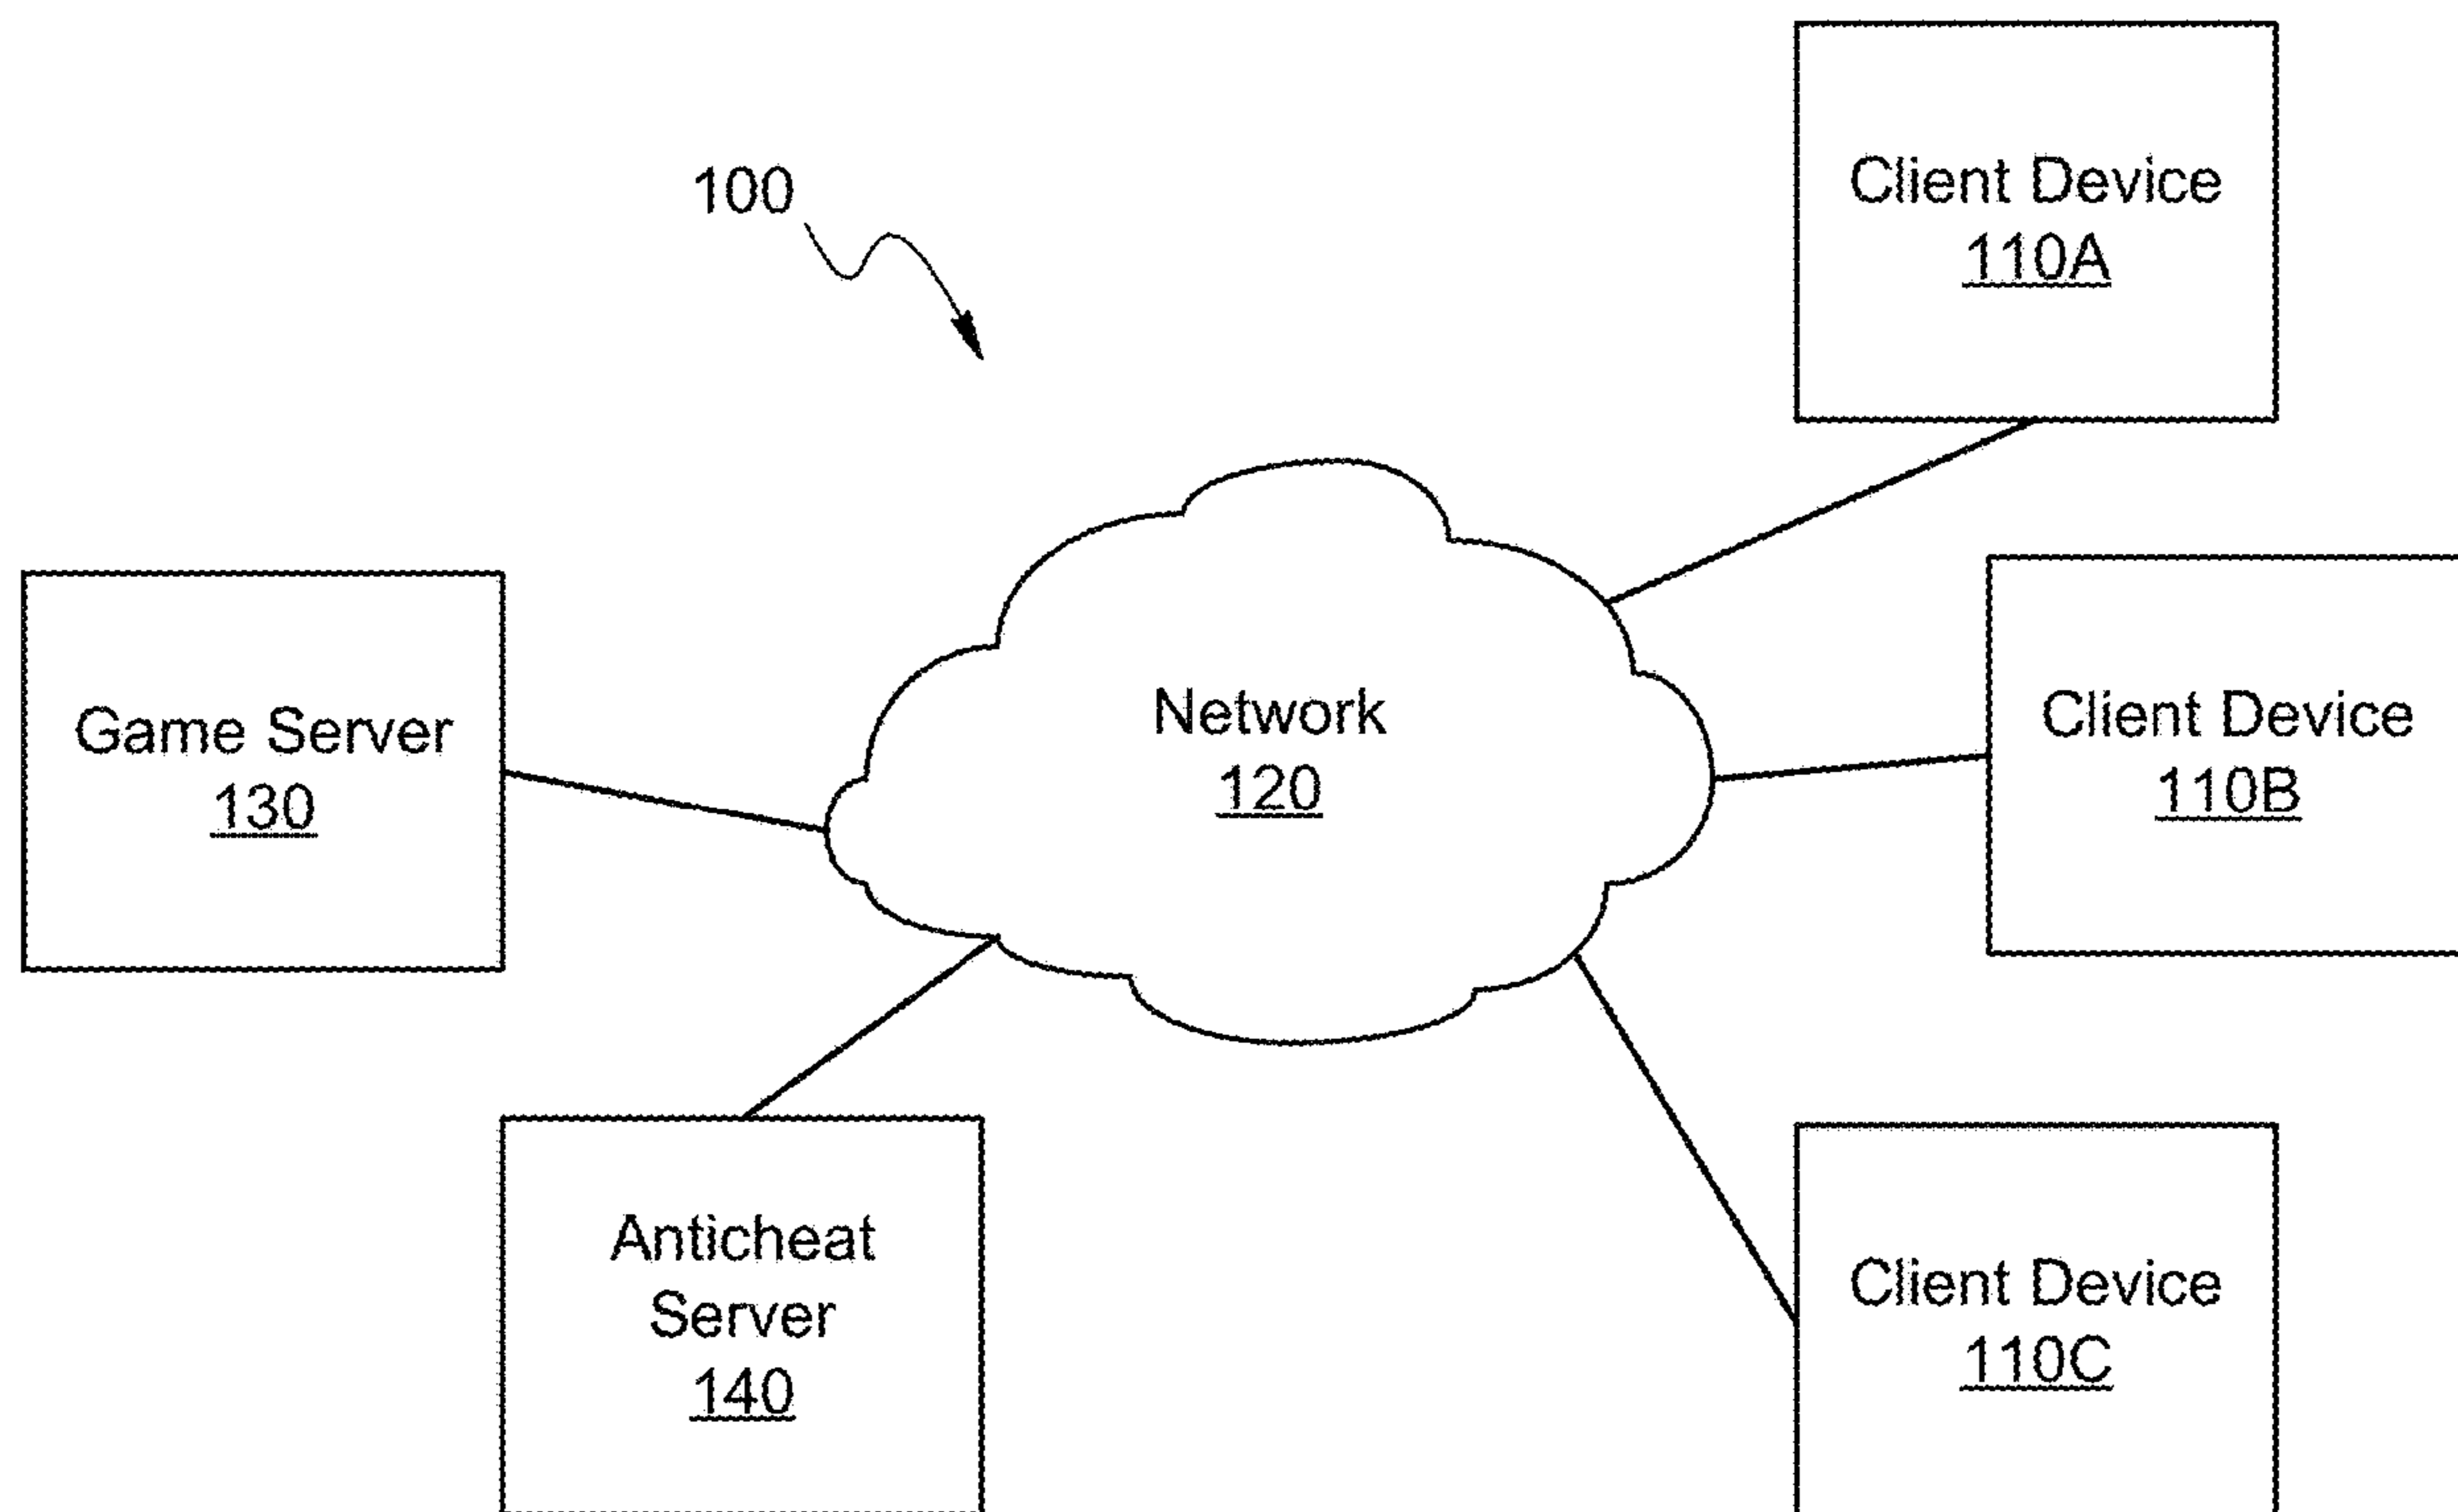 100
Client Device
110A
Network
120
Game Server
130
Client Device
110B
Anticheat
Server
140
Client Device
110C